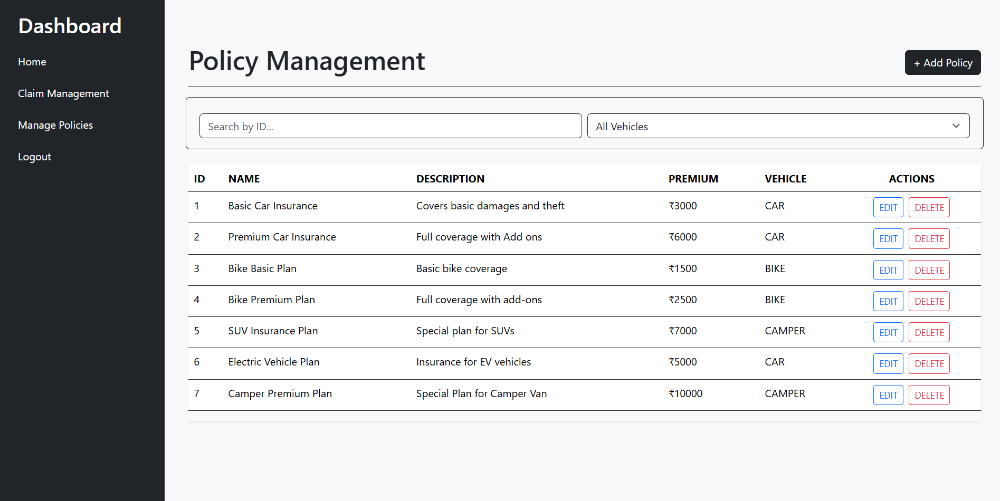 Dashboard
Home
Claim Management
Manage Policies
Logout
Policy Management
+ Add Policy
Search by ID...
All Vehicles
ID NAME DESCRIPTION PREMIUM VEHICLE ACTIONS
1 Basic Car Insurance Covers basic damages and theft ₹3000 CAR EDIT DELETE
2 Premium Car Insurance Full coverage with Add ons ₹6000 CAR EDIT DELETE
3 Bike Basic Plan Basic bike coverage ₹1500 BIKE EDIT DELETE
4 Bike Premium Plan Full coverage with add-ons ₹2500 BIKE EDIT DELETE
5 SUV Insurance Plan Special plan for SUVs ₹7000 CAMPER EDIT DELETE
6 Electric Vehicle Plan Insurance for EV vehicles ₹5000 CAR EDIT DELETE
7 Camper Premium Plan Special Plan for Camper Van ₹10000 CAMPER EDIT DELETE